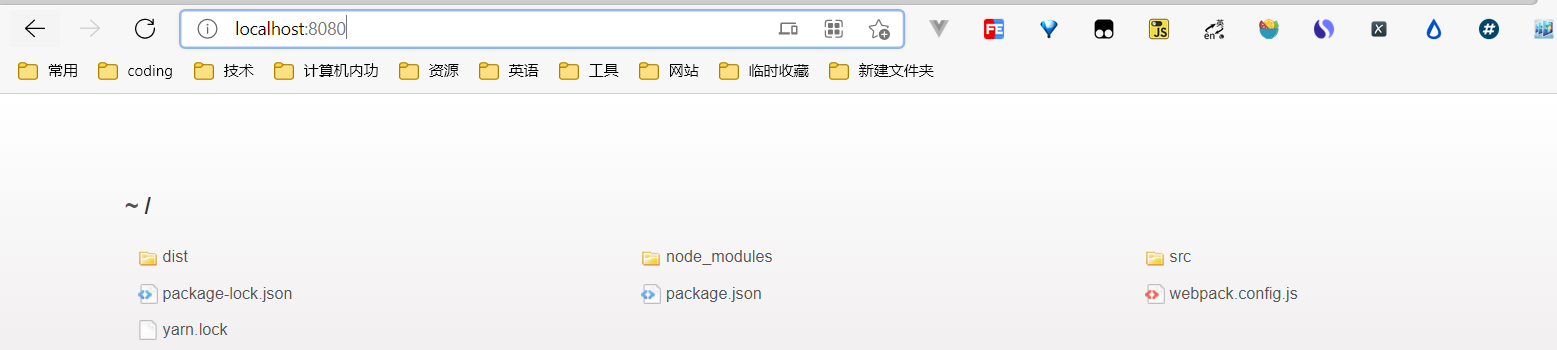 localhost:8080
FE JS 英 en X #
常用 coding 技术 计算机内功 资源 英语 工具 网站 临时收藏 新建文件夹
~ /
dist node_modules src
package-lock.json package.json webpack.config.js
yarn.lock